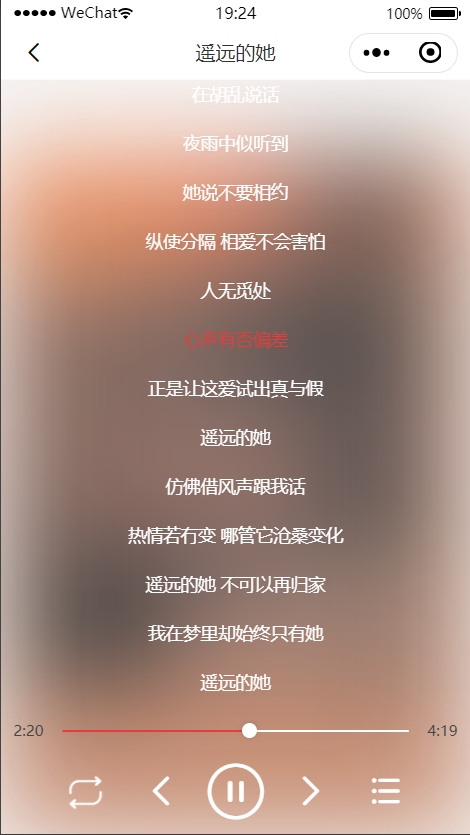 WeChat 19:24 100%
遥远的她
在胡乱说话
夜雨中似听到
她说不要相约
纵使分隔 相爱不会害怕
人无觅处
心声有否偏差
正是让这爱试出真与假
遥远的她
仿佛借风声跟我话
热情若冇变 哪管它沧桑变化
遥远的她 不可以再归家
我在梦里却始终只有她
遥远的她
2:20 4:19